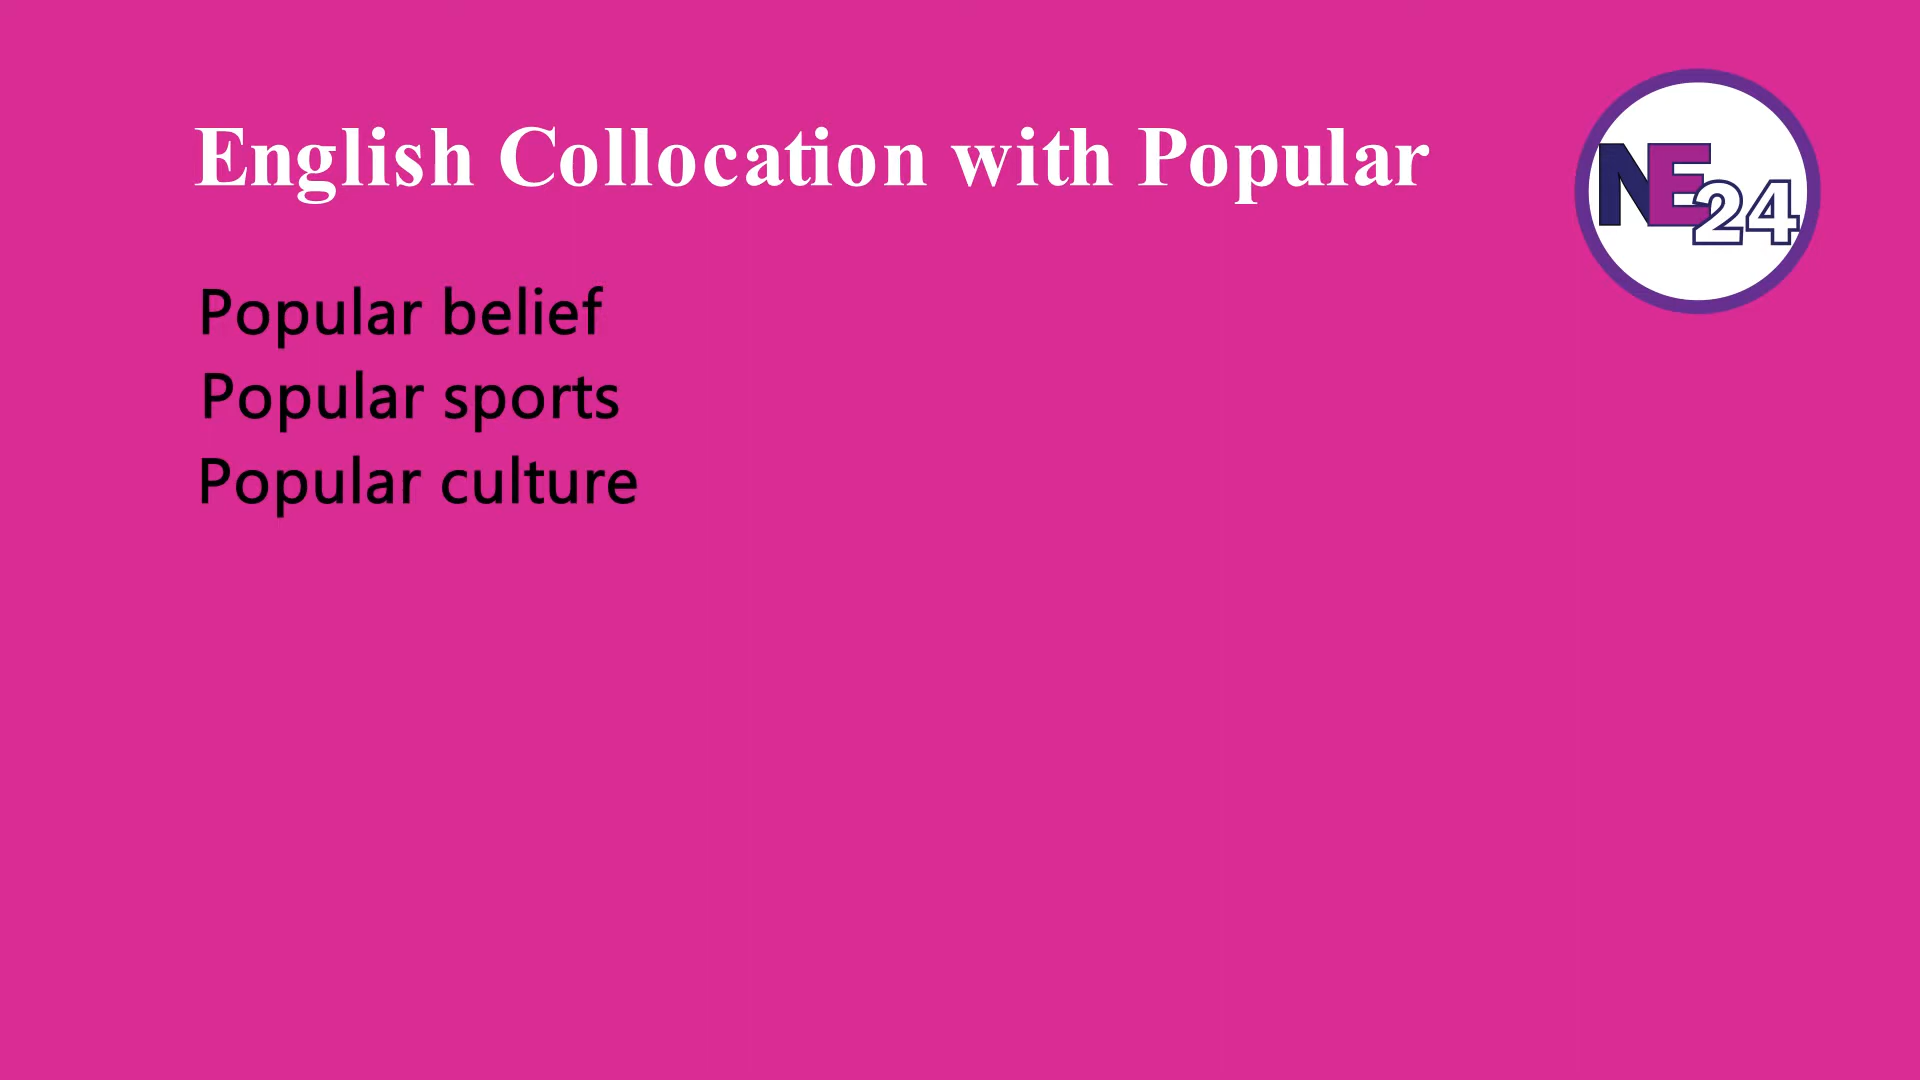 English Collocation with Popular
NE24
Popular belief
Popular sports
Popular culture